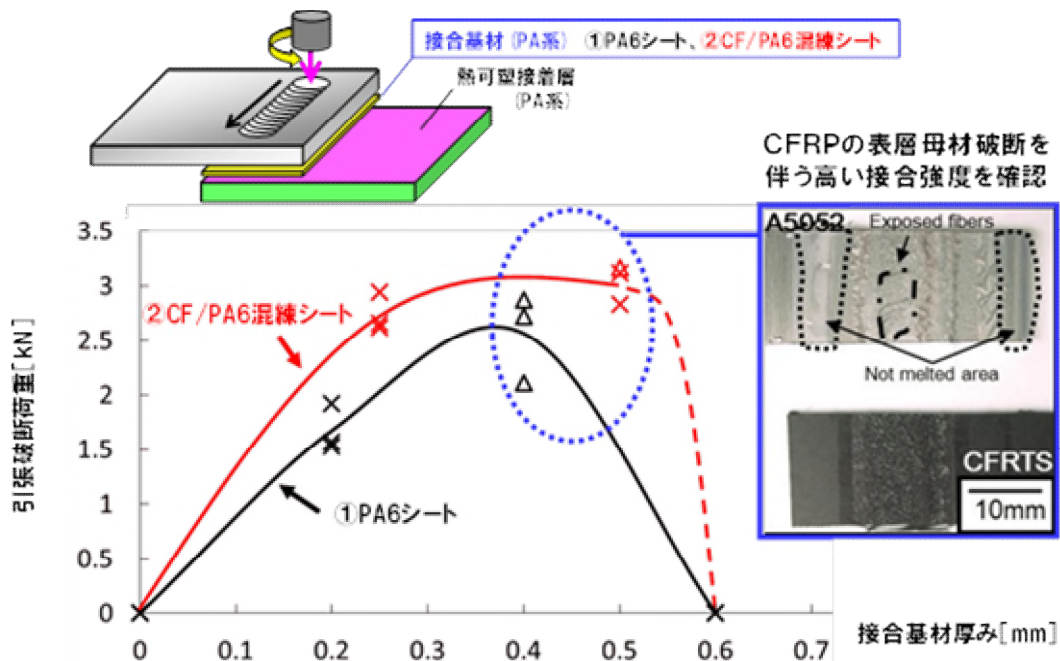 接合基材(PA系) ①PA6シート、②CF/PA6混練シート
熱可塑接着層
(PA系)
CFRPの表層母材破断を
伴う高い接合強度を確認
A5052
Exposed fibers
Not melted area
CFRTS
10mm
引張破断荷重[kN]
3.5
3
2.5
2
1.5
1
0.5
0
②CF/PA6混練シート
①PA6シート
0
0.1
0.2
0.3
0.4
0.5
0.6
0.7
接合基材厚み[mm]